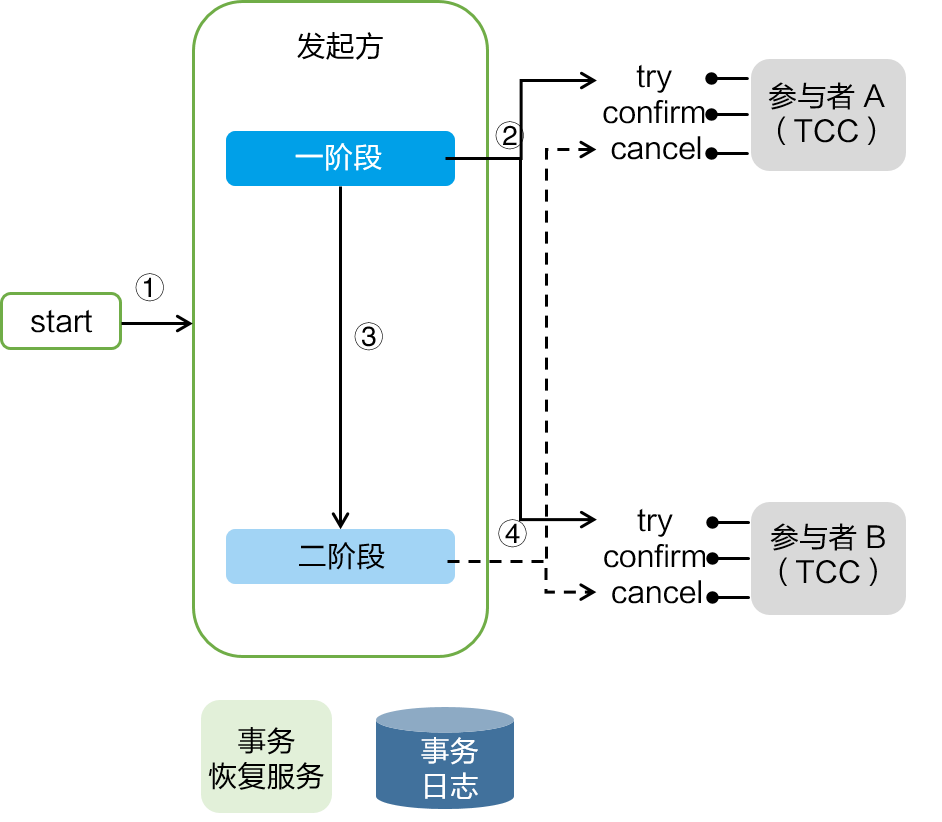 发起方
一阶段
②
try
confirm
cancel
参与者 A
（TCC）
①
start
③
二阶段
④
try
confirm
cancel
参与者 B
（TCC）
事务
恢复服务
事务
日志